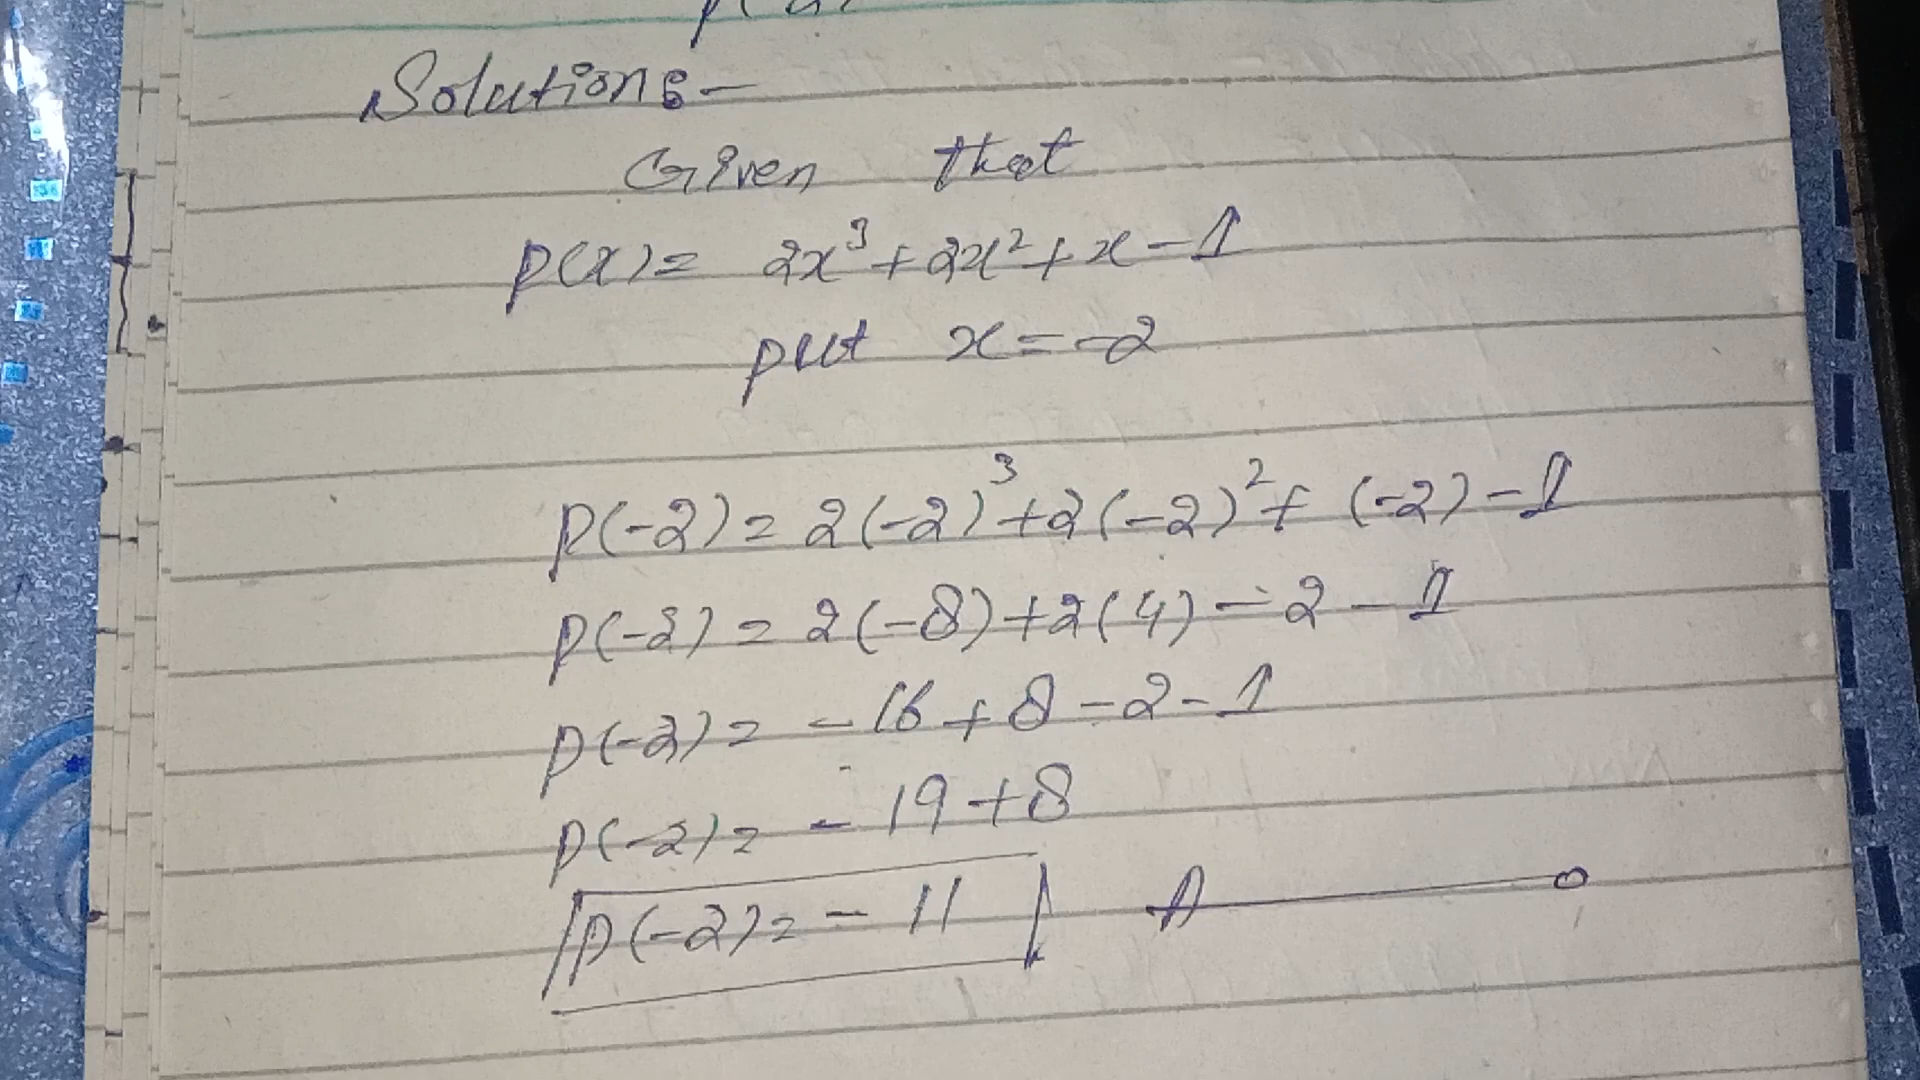 Solution:-
Given that
p(x) = 2x³ + 2x² + x - 1
put x = -2
p(-2) = 2(-2)³ + 2(-2)² + (-2) - 1
p(-2) = 2(-8) + 2(4) - 2 - 1
p(-2) = - 16 + 8 - 2 - 1
p(-2) = - 19 + 8
p(-2) = - 11